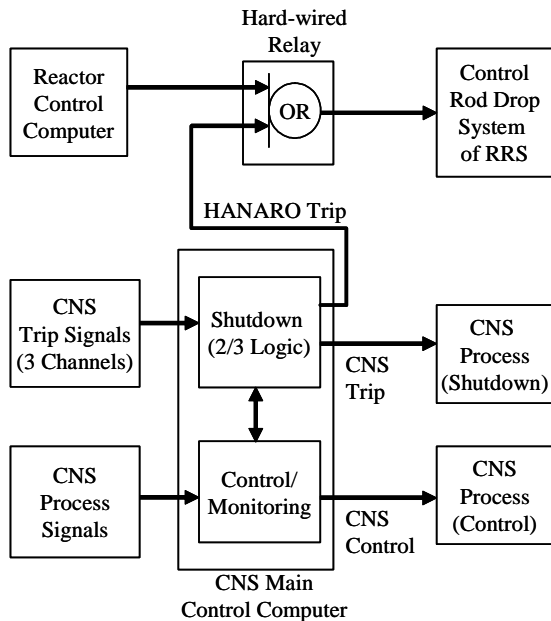 Hard-wired
Relay
Reactor
Control
Computer
OR
Control
Rod Drop
System
of RRS
HANARO Trip
CNS
Trip Signals
(3 Channels)
Shutdown
(2/3 Logic)
CNS
Trip
CNS
Process
(Shutdown)
CNS
Process
Signals
Control/
Monitoring
CNS
Control
CNS
Process
(Control)
CNS Main
Control Computer